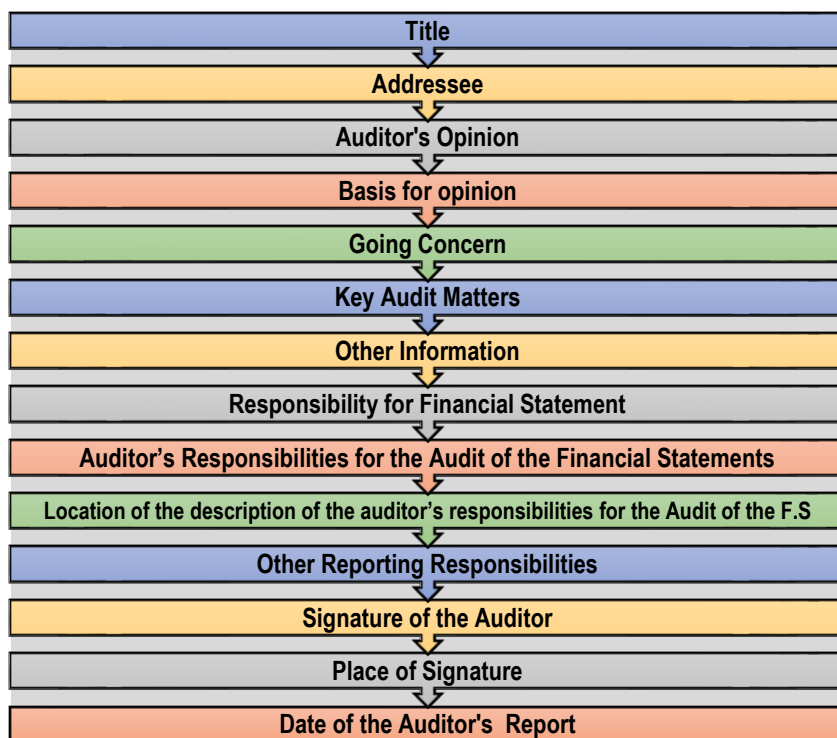 Title
Addressee
Auditor's Opinion
Basis for opinion
Going Concern
Key Audit Matters
Other Information
Responsibility for Financial Statement
Auditor’s Responsibilities for the Audit of the Financial Statements
Location of the description of the auditor’s responsibilities for the Audit of the F.S
Other Reporting Responsibilities
Signature of the Auditor
Place of Signature
Date of the Auditor's Report